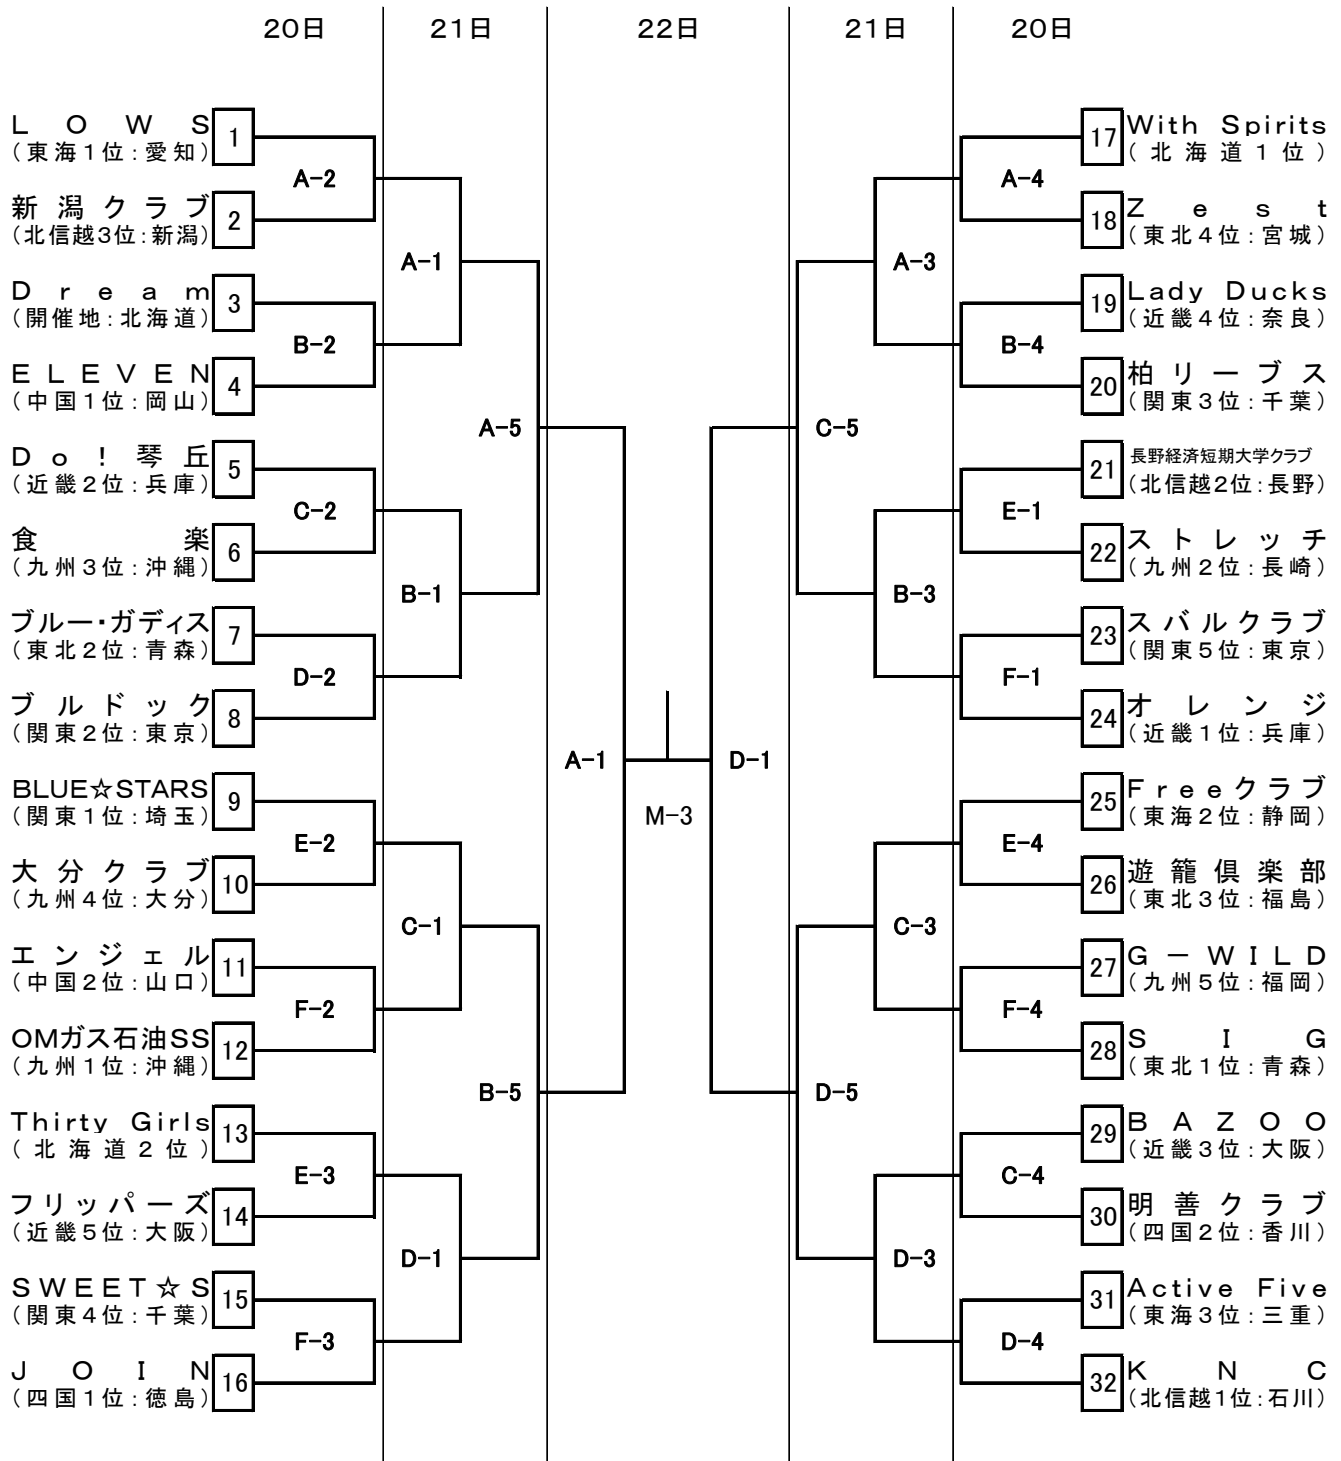 20日 21日 22日 21日 20日
LOWS
(東海1位:愛知)
1
新潟クラブ
(北信越3位:新潟)
2
Dream
(開催地:北海道)
3
ELEVEN
(中国1位:岡山)
4
Do!琴丘
(近畿2位:兵庫)
5
食楽
(九州3位:沖縄)
6
ブルー・ガディス
(東北2位:青森)
7
ブルドック
(関東2位:東京)
8
BLUE☆STARS
(関東1位:埼玉)
9
大分クラブ
(九州4位:大分)
10
エンジェル
(中国2位:山口)
11
OMガス石油SS
(九州1位:沖縄)
12
Thirty Girls
(北海道2位)
13
フリッパーズ
(近畿5位:大阪)
14
SWEET☆S
(関東4位:千葉)
15
JOIN
(四国1位:徳島)
16
A-2
B-2
C-2
D-2
E-2
F-2
E-3
F-3
A-1
B-1
C-1
D-1
A-5
B-5
A-1
M-3
D-1
C-5
D-5
A-3
B-3
C-3
D-3
A-4
B-4
E-1
F-1
E-4
F-4
C-4
D-4
17
With Spirits
(北海道1位)
18
Zest
(東北4位:宮城)
19
Lady Ducks
(近畿4位:奈良)
20
柏リーブス
(関東3位:千葉)
21
長野経済短期大学クラブ
(北信越2位:長野)
22
ストレッチ
(九州2位:長崎)
23
スバルクラブ
(関東5位:東京)
24
オレンジ
(近畿1位:兵庫)
25
Freeクラブ
(東海2位:静岡)
26
遊籠倶楽部
(東北3位:福島)
27
G-WILD
(九州5位:福岡)
28
SIG
(東北1位:青森)
29
BAZOO
(近畿3位:大阪)
30
明善クラブ
(四国2位:香川)
31
Active Five
(東海3位:三重)
32
KNC
(北信越1位:石川)